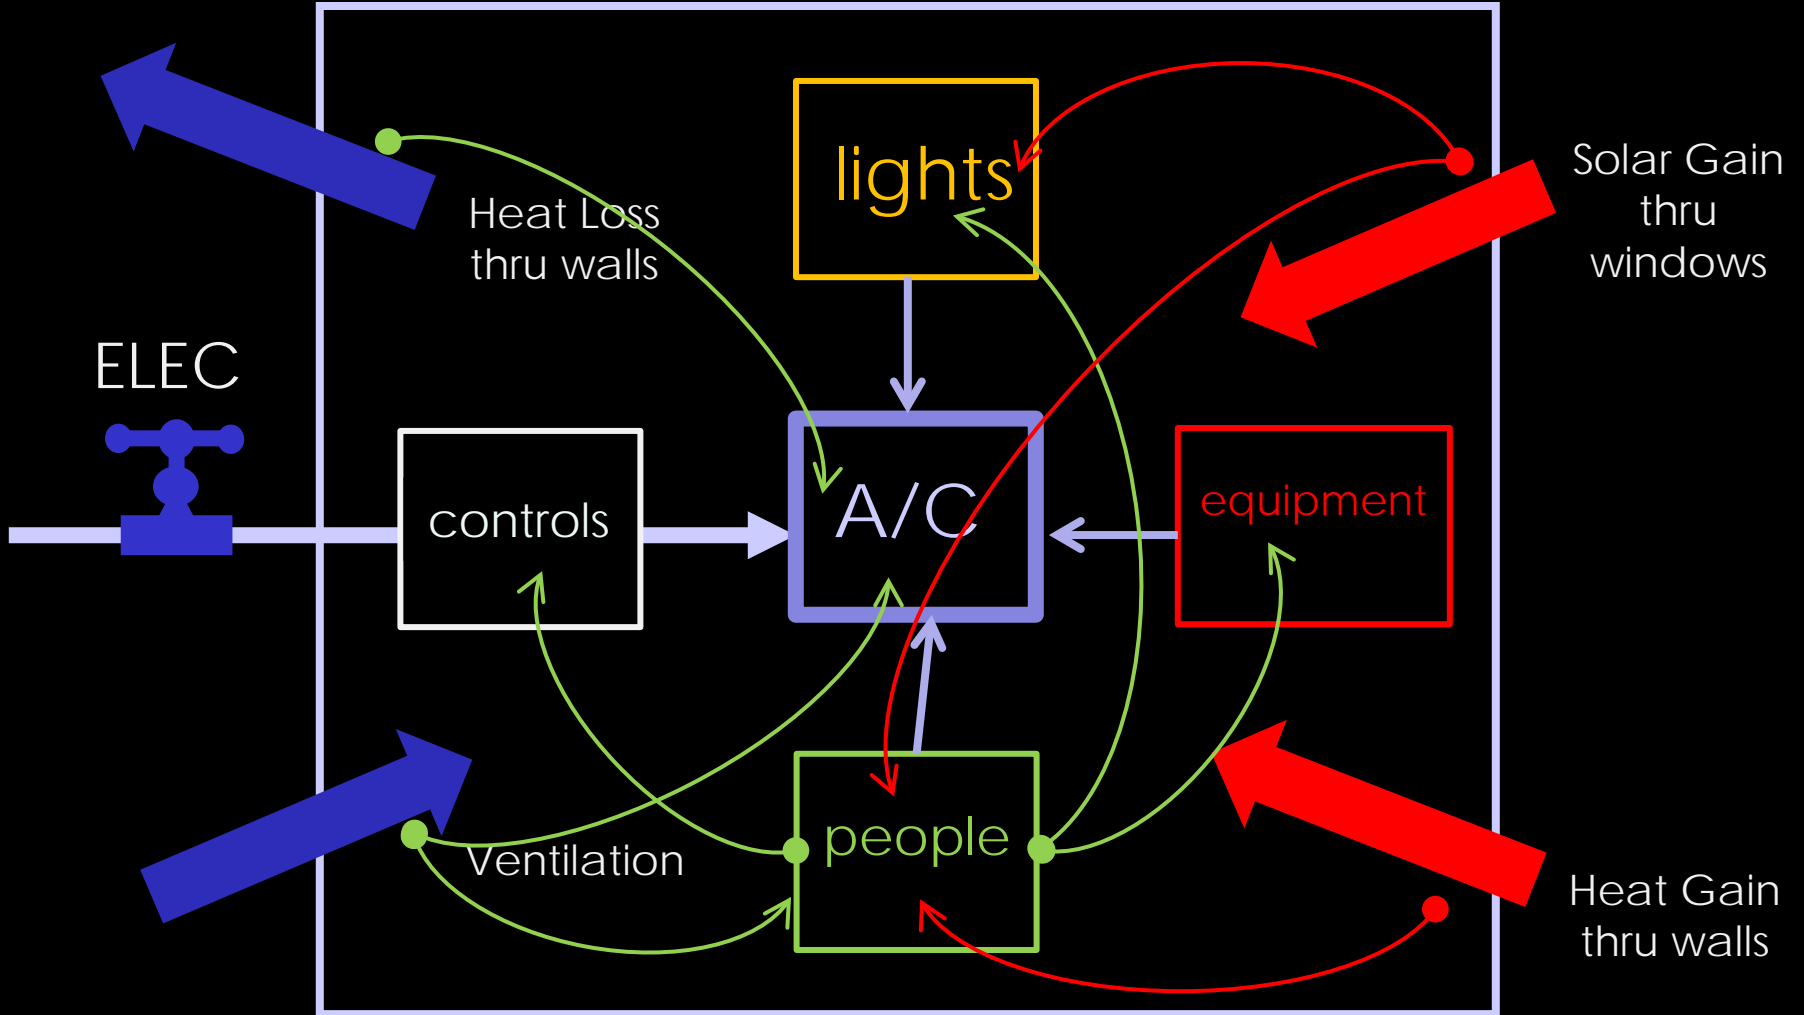 lights
Solar Gain
thru
windows
Heat Loss
thru walls
ELEC
controls
A/C
equipment
people
Ventilation
Heat Gain
thru walls